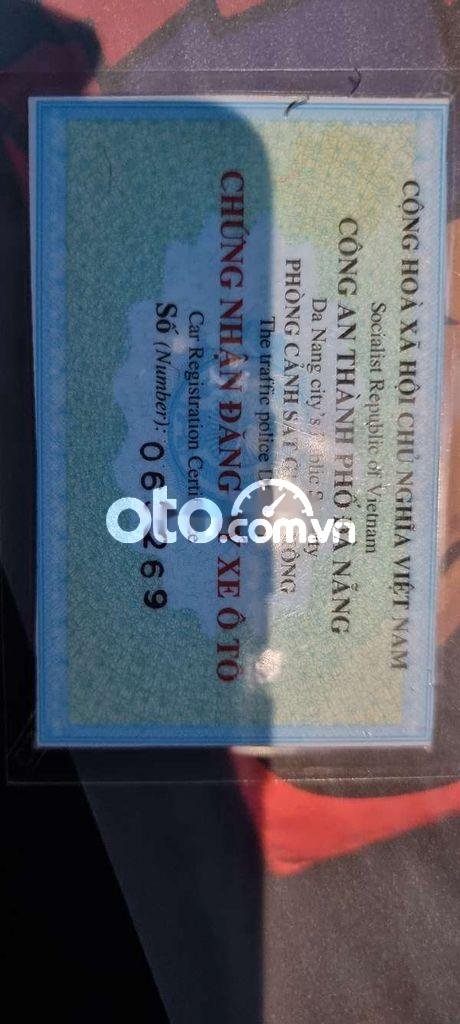 CỘNG HOÀ XÃ HỘI CHỦ NGHĨA VIỆT NAM
Socialist Republic of Vietnam
CÔNG AN THÀNH PHỐ ĐÀ NẴNG
Da Nang city's
PHÒNG CẢNH SÁT
The traffic police
CHỨNG NHẬN ĐĂNG XE Ô TÔ
Car Registration
Số (Number): 06 269
oto.com.vn